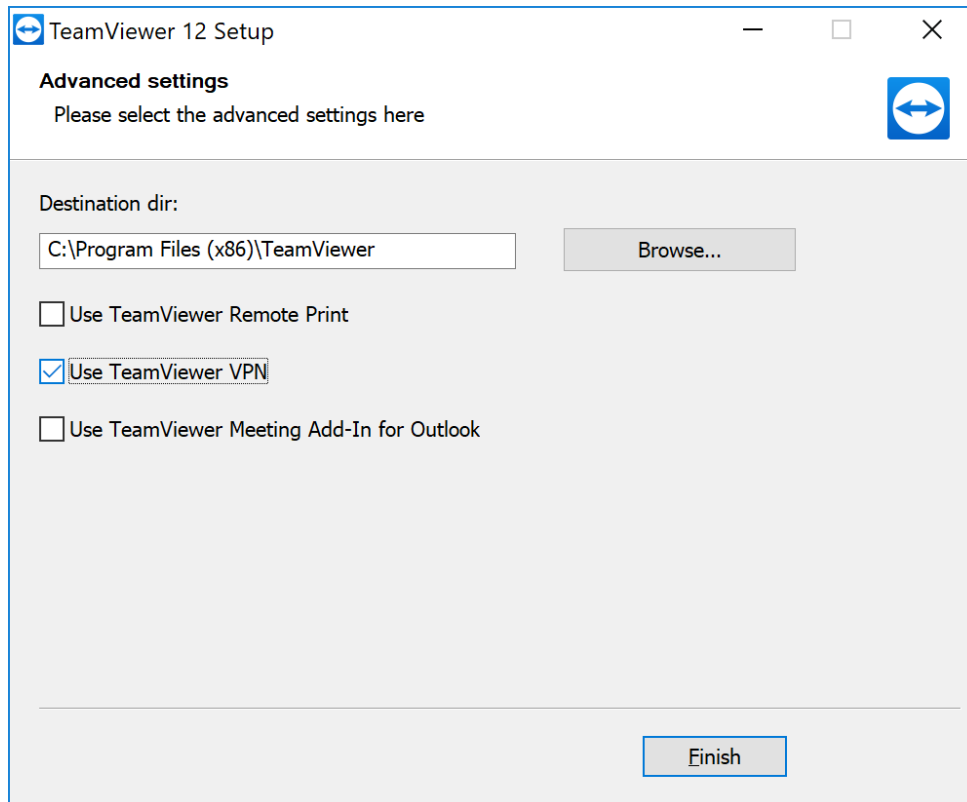 TeamViewer 12 Setup
Advanced settings
Please select the advanced settings here
Destination dir:
C:\Program Files (x86)\TeamViewer
Browse...
Use TeamViewer Remote Print
Use TeamViewer VPN
Use TeamViewer Meeting Add-In for Outlook
Finish